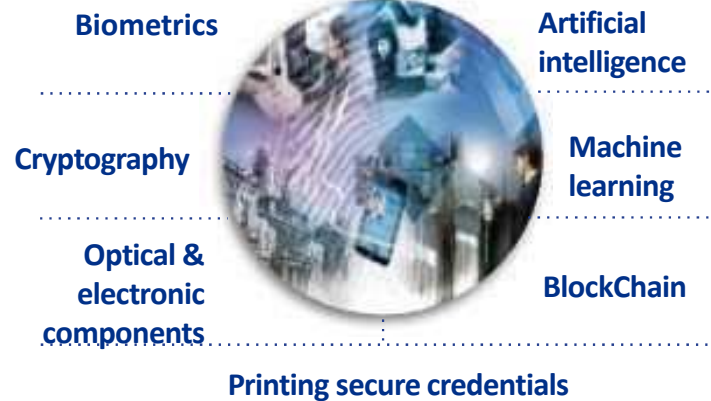 Biometrics
Artificial
intelligence
Cryptography
Machine
learning
Optical &
electronic
components
BlockChain
Printing secure credentials